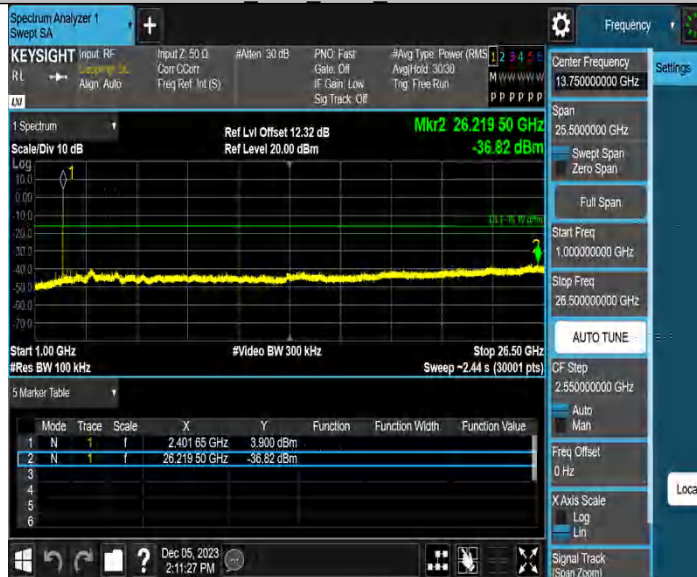 Spectrum Analyzer 1
Swept SA
+
Frequency
KEYSIGHT
Input: RF
Input Z: 50 Ω
#Atten: 30 dB
PNO: Fast
#Avg Type: Power (RMS
1 2 3 4 5 6
RL
Corr CCorr
Gate: Off
Avg|Hold: 30/30
M W W W W W
Align: Auto
Freq Ref: Int (S)
IF Gain: Low
Trig: Free Run
Sig Track: Off
P P P P P P
LXI
1 Spectrum
Ref Lvl Offset 12.32 dB
Mkr2 26.219 50 GHz
Scale/Div 10 dB
Ref Level 20.00 dBm
-36.82 dBm
Log
10.0
0.00
-10.0
-20.0
-30.0
-40.0
-50.0
-60.0
-70.0
1
2
Start 1.00 GHz
#Video BW 300 kHz
Stop 26.50 GHz
#Res BW 100 kHz
Sweep ~2.44 s (30001 pts)
5 Marker Table
Mode Trace Scale X Y Function Function Width Function Value
1 N 1 f 2.401 65 GHz 3.900 dBm
2 N 1 f 26.219 50 GHz -36.82 dBm
3
4
5
6
?
Dec 05, 2023
2:11:27 PM
Center Frequency
13.750000000 GHz
Settings
Span
25.5000000 GHz
Swept Span
Zero Span
Full Span
Start Freq
1.000000000 GHz
Stop Freq
26.500000000 GHz
AUTO TUNE
CF Step
2.550000000 GHz
Auto
Man
Freq Offset
0 Hz
X Axis Scale
Log
Lin
Signal Track
(Span Zoom)
Loca